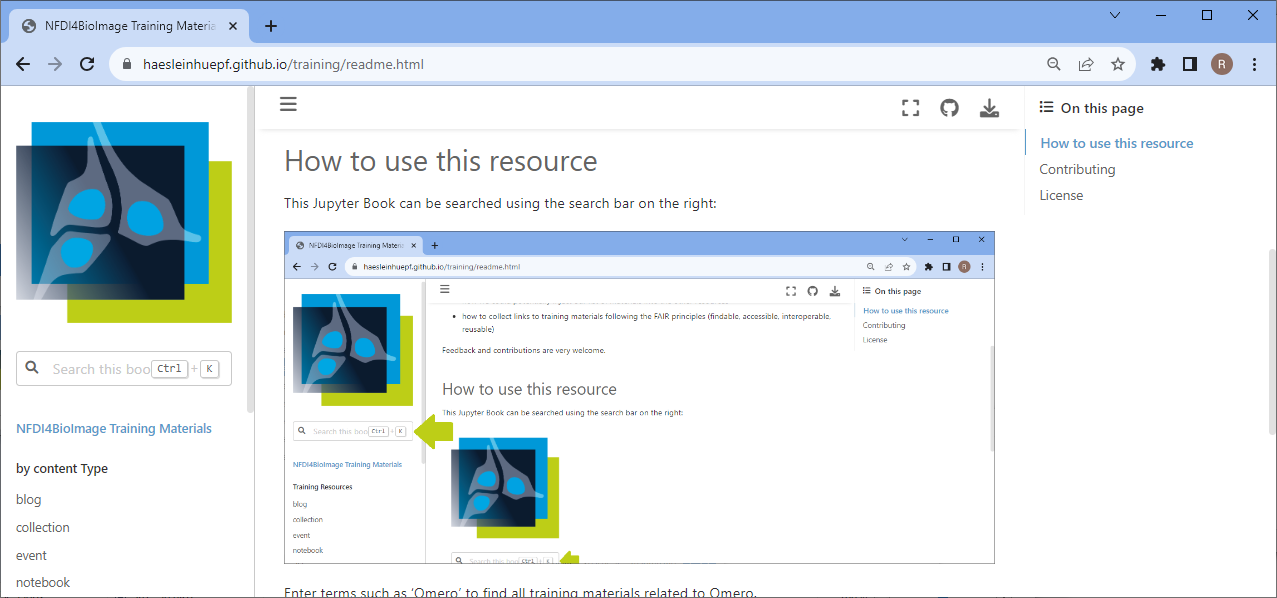 NFDI4BioImage Training Materia
haesleinhuepf.github.io/training/readme.html
R
Search this boo Ctrl + K
NFDI4BioImage Training Materials
by content Type
blog
collection
event
notebook
How to use this resource
This Jupyter Book can be searched using the search bar on the right:
NFDI4BioImage Training Materi
haesleinhuepf.github.io/training/readme.html
R
Search this boo Ctrl + K
NFDI4BioImage Training Materials
Training Resources
blog
collection
event
notebook
how to collect links to training materials following the FAIR principles (findable, accessible, interoperable,
reusable)
Feedback and contributions are very welcome.
How to use this resource
This Jupyter Book can be searched using the search bar on the right:
Search this boo Ctrl + K
On this page
How to use this resource
Contributing
License
Enter terms such as ‘Omero’ to find all training materials related to Omero.
On this page
How to use this resource
Contributing
License